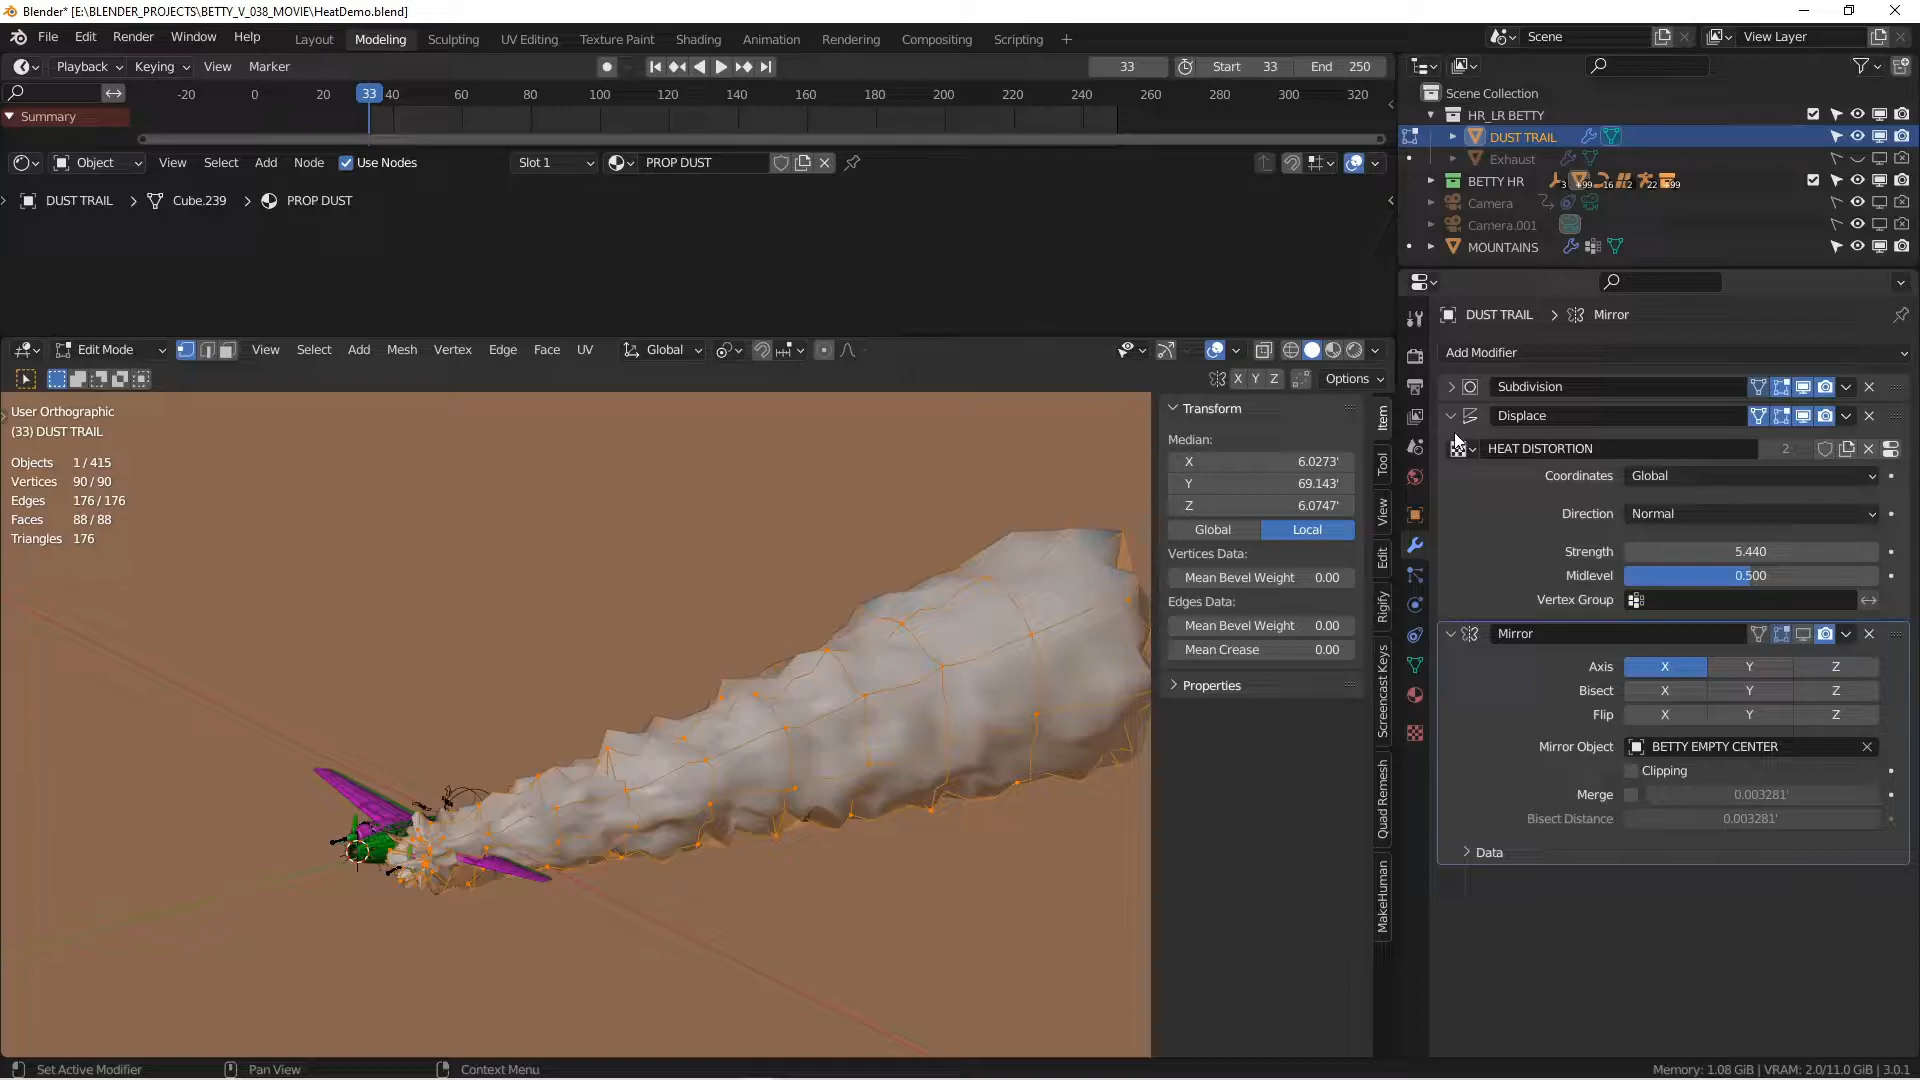 Blender* [E:\BLENDER_PROJECTS\BETTY_V_038_MOVIE\HeatDemo.blend]
File Edit Render Window Help Layout Modeling Sculpting UV Editing Texture Paint Shading Animation Rendering Compositing Scripting + Scene View Layer
Playback Keying View Marker 33 Start 33 End 250
-20 0 20 33 40 60 80 100 120 140 160 180 200 220 240 260 280 300 320
Summary
Object View Select Add Node Use Nodes Slot 1 PROP DUST
DUST TRAIL > Cube.239 > PROP DUST
Scene Collection
HR_LR BETTY
DUST TRAIL
Exhaust
BETTY HR 3 +99 16 2 22 +99
Camera
Camera.001
MOUNTAINS
DUST TRAIL > Mirror
Edit Mode View Select Add Mesh Vertex Edge Face UV Global
X Y Z Options
User Orthographic
(33) DUST TRAIL
Objects 1 / 415
Vertices 90 / 90
Edges 176 / 176
Faces 88 / 88
Triangles 176
Transform
Median:
X 6.0273'
Y 69.143'
Z 6.0747'
Global Local
Vertices Data:
Mean Bevel Weight 0.00
Edges Data:
Mean Bevel Weight 0.00
Mean Crease 0.00
Properties
Item
Tool
View
Edit
Rigify
Screencast Keys
Quad Remesh
MakeHuman
Add Modifier
Subdivision
Displace
HEAT DISTORTION 2
Coordinates Global
Direction Normal
Strength 5.440
Midlevel 0.500
Vertex Group
Mirror
Axis X Y Z
Bisect X Y Z
Flip X Y Z
Mirror Object BETTY EMPTY CENTER
Clipping
Merge 0.003281'
Bisect Distance 0.003281'
Data
Set Active Modifier Pan View Context Menu Memory: 1.08 GiB | VRAM: 2.0/11.0 GiB | 3.0.1